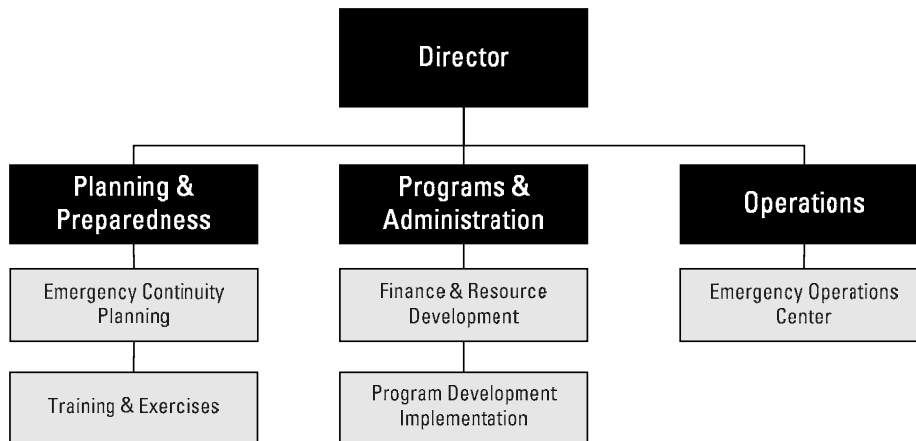 Director
Planning &
Preparedness
Programs &
Administration
Operations
Emergency Continuity
Planning
Finance & Resource
Development
Emergency Operations
Center
Training & Exercises
Program Development
Implementation